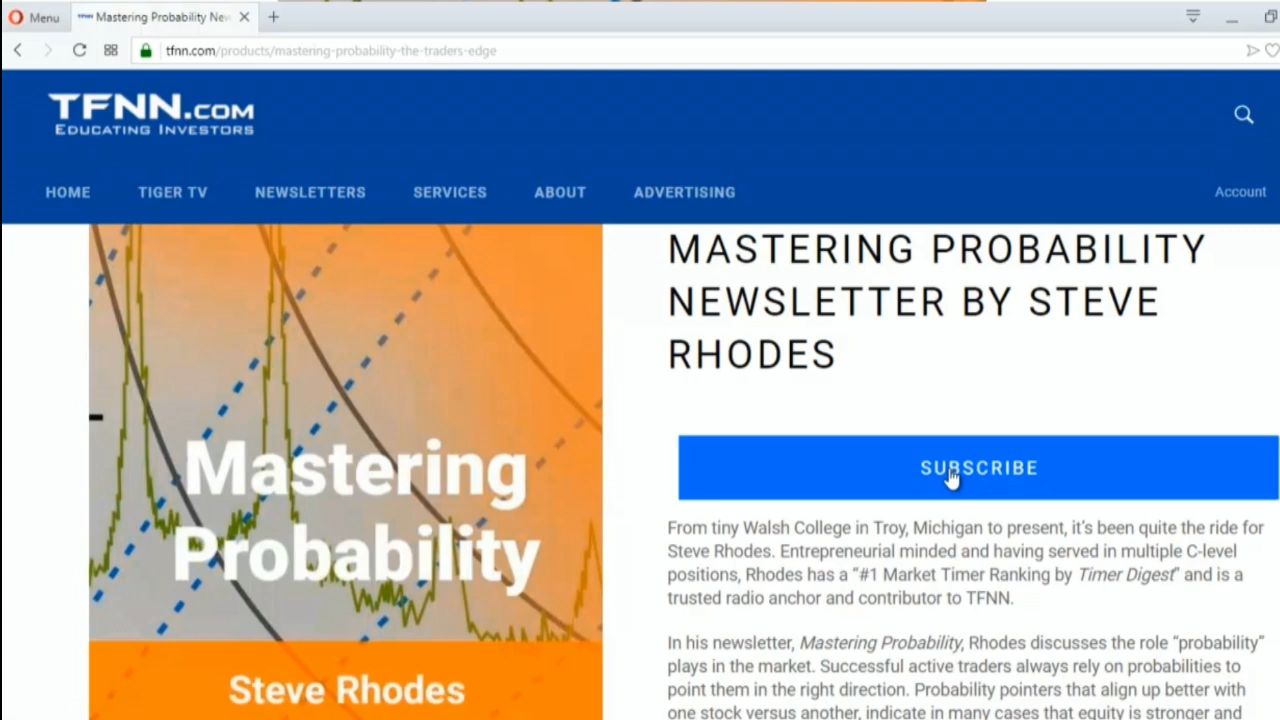 Menu
Mastering Probability New
tfnn.com/products/mastering-probability-the-traders-edge
TFNN.COM
EDUCATING INVESTORS
HOME TIGER TV NEWSLETTERS SERVICES ABOUT ADVERTISING Account
Mastering
Probability
Steve Rhodes
MASTERING PROBABILITY
NEWSLETTER BY STEVE
RHODES
SUBSCRIBE
From tiny Walsh College in Troy, Michigan to present, it's been quite the ride for
Steve Rhodes. Entrepreneurial minded and having served in multiple C-level
positions, Rhodes has a “#1 Market Timer Ranking by Timer Digest” and is a
trusted radio anchor and contributor to TFNN.
In his newsletter, Mastering Probability, Rhodes discusses the role “probability”
plays in the market. Successful active traders always rely on probabilities to
point them in the right direction. Probability pointers that align up better with
one stock versus another, indicate in many cases that equity is stronger and